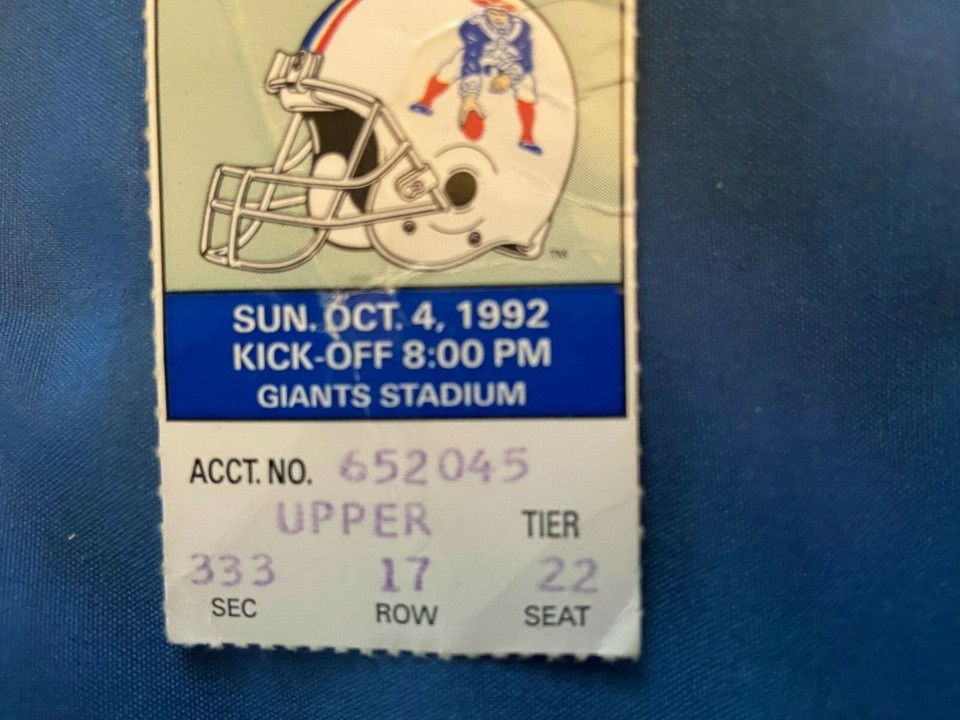 TM
SUN. OCT. 4, 1992
KICK-OFF 8:00 PM
GIANTS STADIUM
ACCT. NO. 652045
UPPER TIER
333 17 22
SEC ROW SEAT